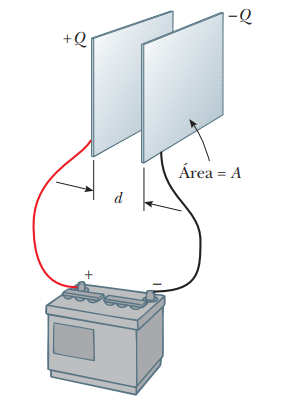 +Q
−Q
Área = A
d
+
−